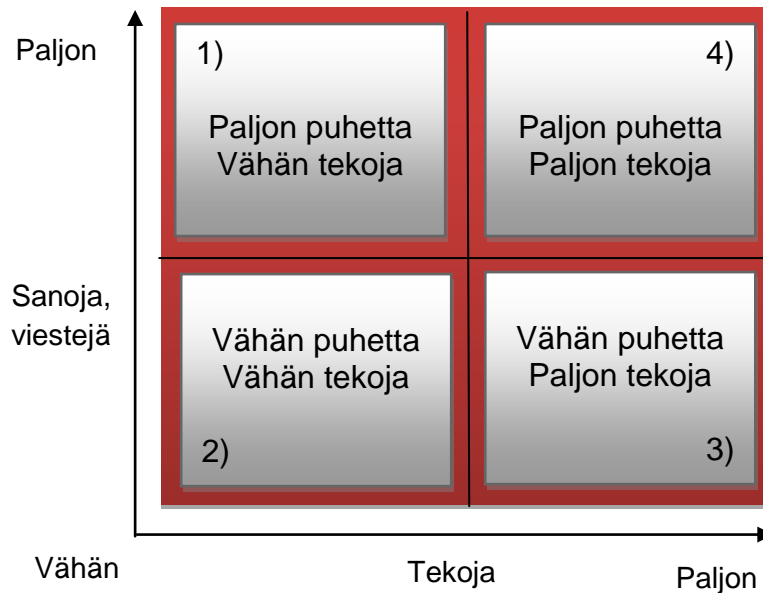 Paljon
1)
Paljon puhetta
Vähän tekoja
4)
Paljon puhetta
Paljon tekoja
Sanoja,
viestejä
Vähän puhetta
Vähän tekoja
2)
Vähän puhetta
Paljon tekoja
3)
Vähän
Tekoja
Paljon